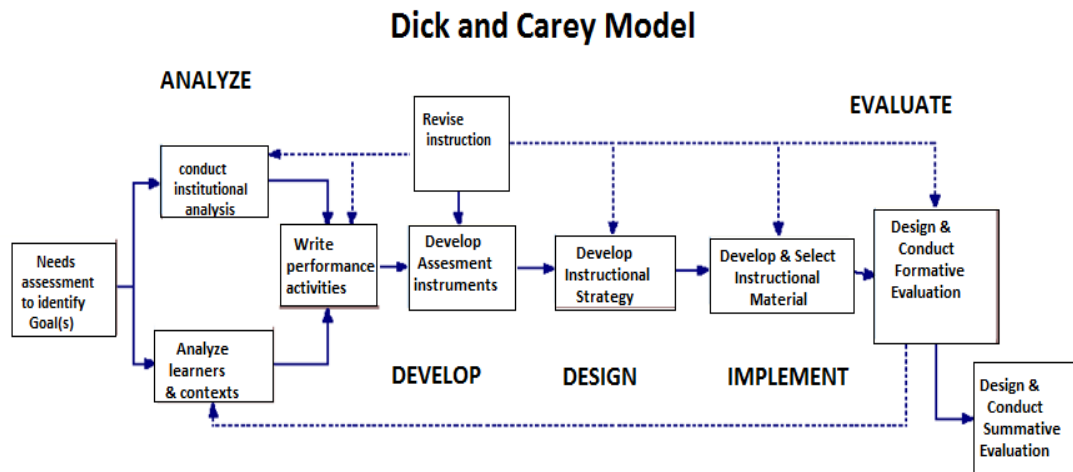 Dick and Carey Model
ANALYZE
EVALUATE
Revise
instruction
conduct
institutional
analysis
Needs
assessment
to identify
Goal(s)
Write
performance
activities
Develop
Assesment
instruments
Develop
Instructional
Strategy
Develop & Select
Instructional
Material
Design &
Conduct
Formative
Evaluation
Analyze
learners
& contexts
DEVELOP
DESIGN
IMPLEMENT
Design &
Conduct
Summative
Evaluation